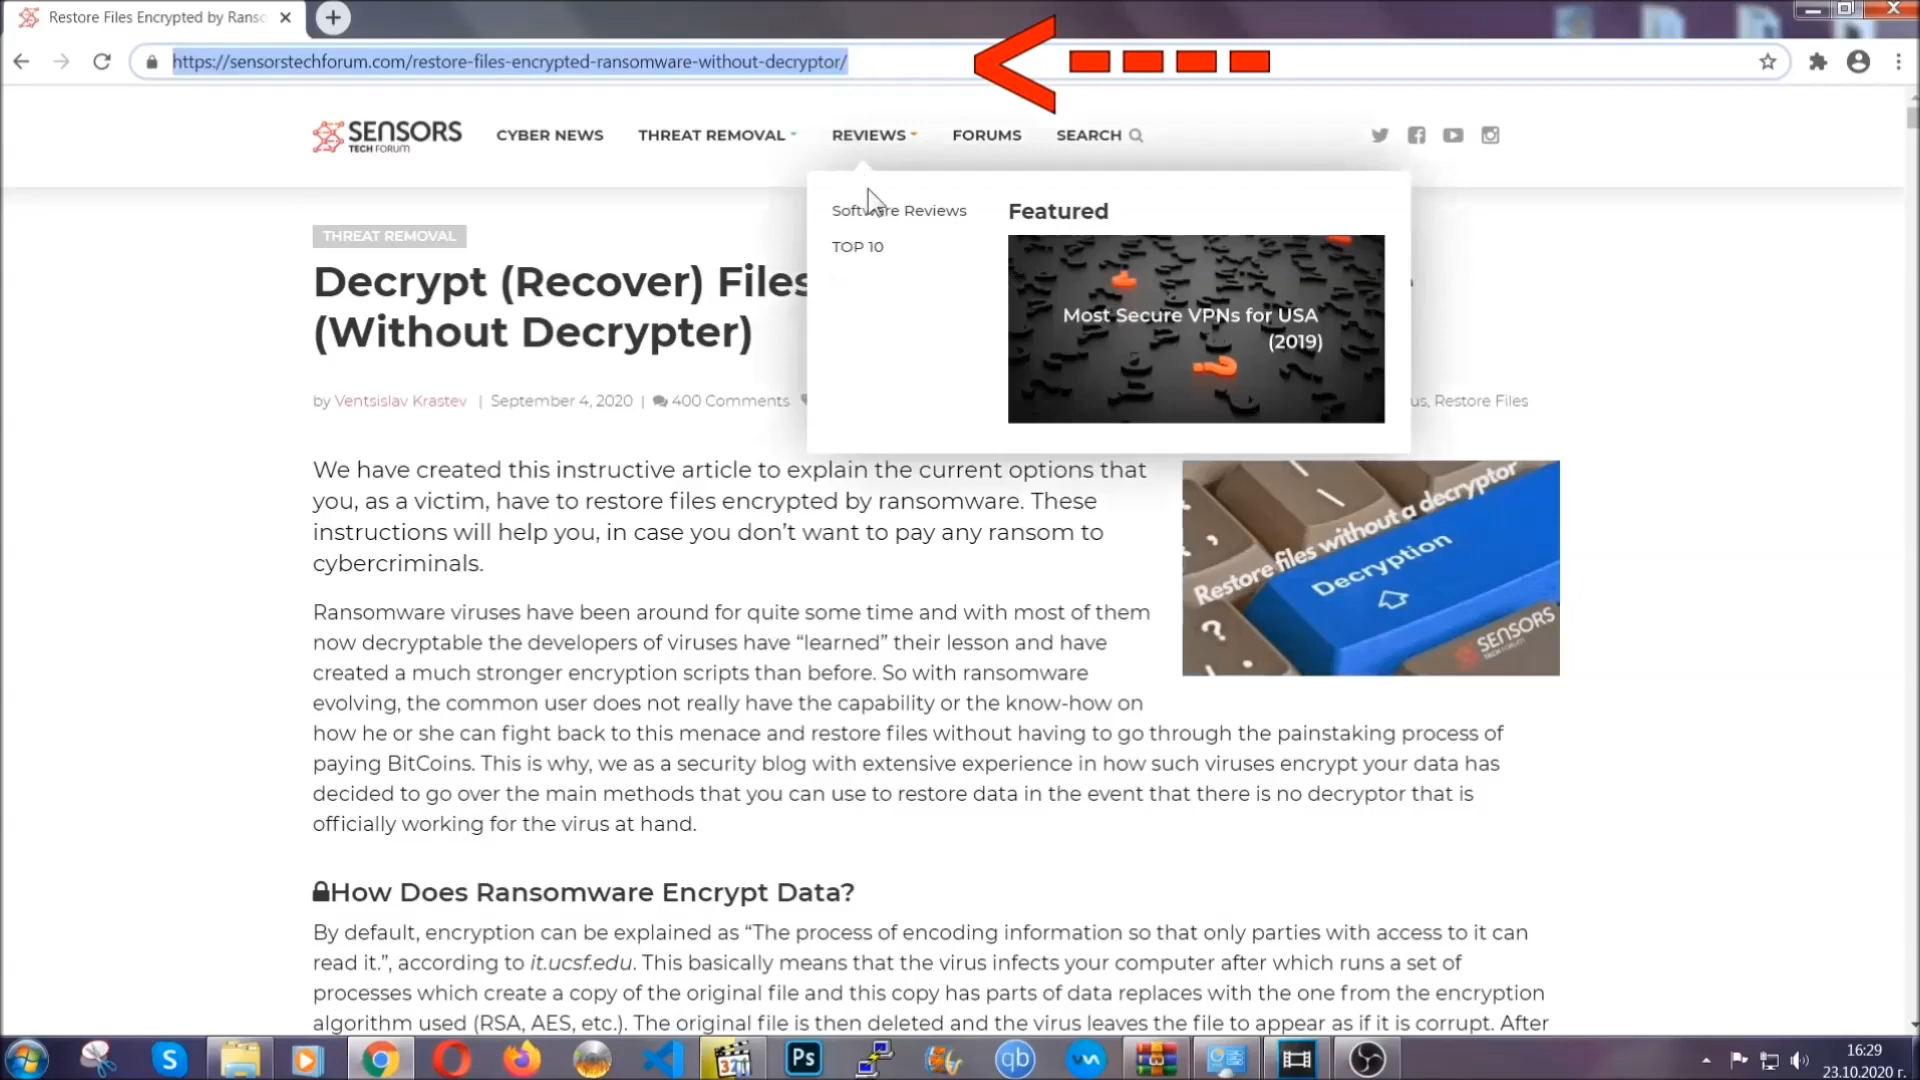 Restore Files Encrypted by Ranso
https://sensorstechforum.com/restore-files-encrypted-ransomware-without-decryptor/
SENSORS
TECH FORUM
CYBER NEWS
THREAT REMOVAL
REVIEWS
FORUMS
SEARCH
Software Reviews
TOP 10
Featured
Most Secure VPNs for USA
(2019)
THREAT REMOVAL
Decrypt (Recover) Files
(Without Decrypter)
by Ventsislav Krastev | September 4, 2020 | 400 Comments
us, Restore Files
We have created this instructive article to explain the current options that
you, as a victim, have to restore files encrypted by ransomware. These
instructions will help you, in case you don’t want to pay any ransom to
cybercriminals.
Restore files without a decryptor
Decryption
SENSORS
TECH FORUM
Ransomware viruses have been around for quite some time and with most of them
now decryptable the developers of viruses have “learned” their lesson and have
created a much stronger encryption scripts than before. So with ransomware
evolving, the common user does not really have the capability or the know-how on
how he or she can fight back to this menace and restore files without having to go through the painstaking process of
paying BitCoins. This is why, we as a security blog with extensive experience in how such viruses encrypt your data has
decided to go over the main methods that you can use to restore data in the event that there is no decryptor that is
officially working for the virus at hand.
How Does Ransomware Encrypt Data?
By default, encryption can be explained as “The process of encoding information so that only parties with access to it can
read it.”, according to it.ucsf.edu. This basically means that the virus infects your computer after which runs a set of
processes which create a copy of the original file and this copy has parts of data replaces with the one from the encryption
algorithm used (RSA, AES, etc.). The original file is then deleted and the virus leaves the file to appear as if it is corrupt. After
S
321
Ps
qb
16:29
23.10.2020 г.